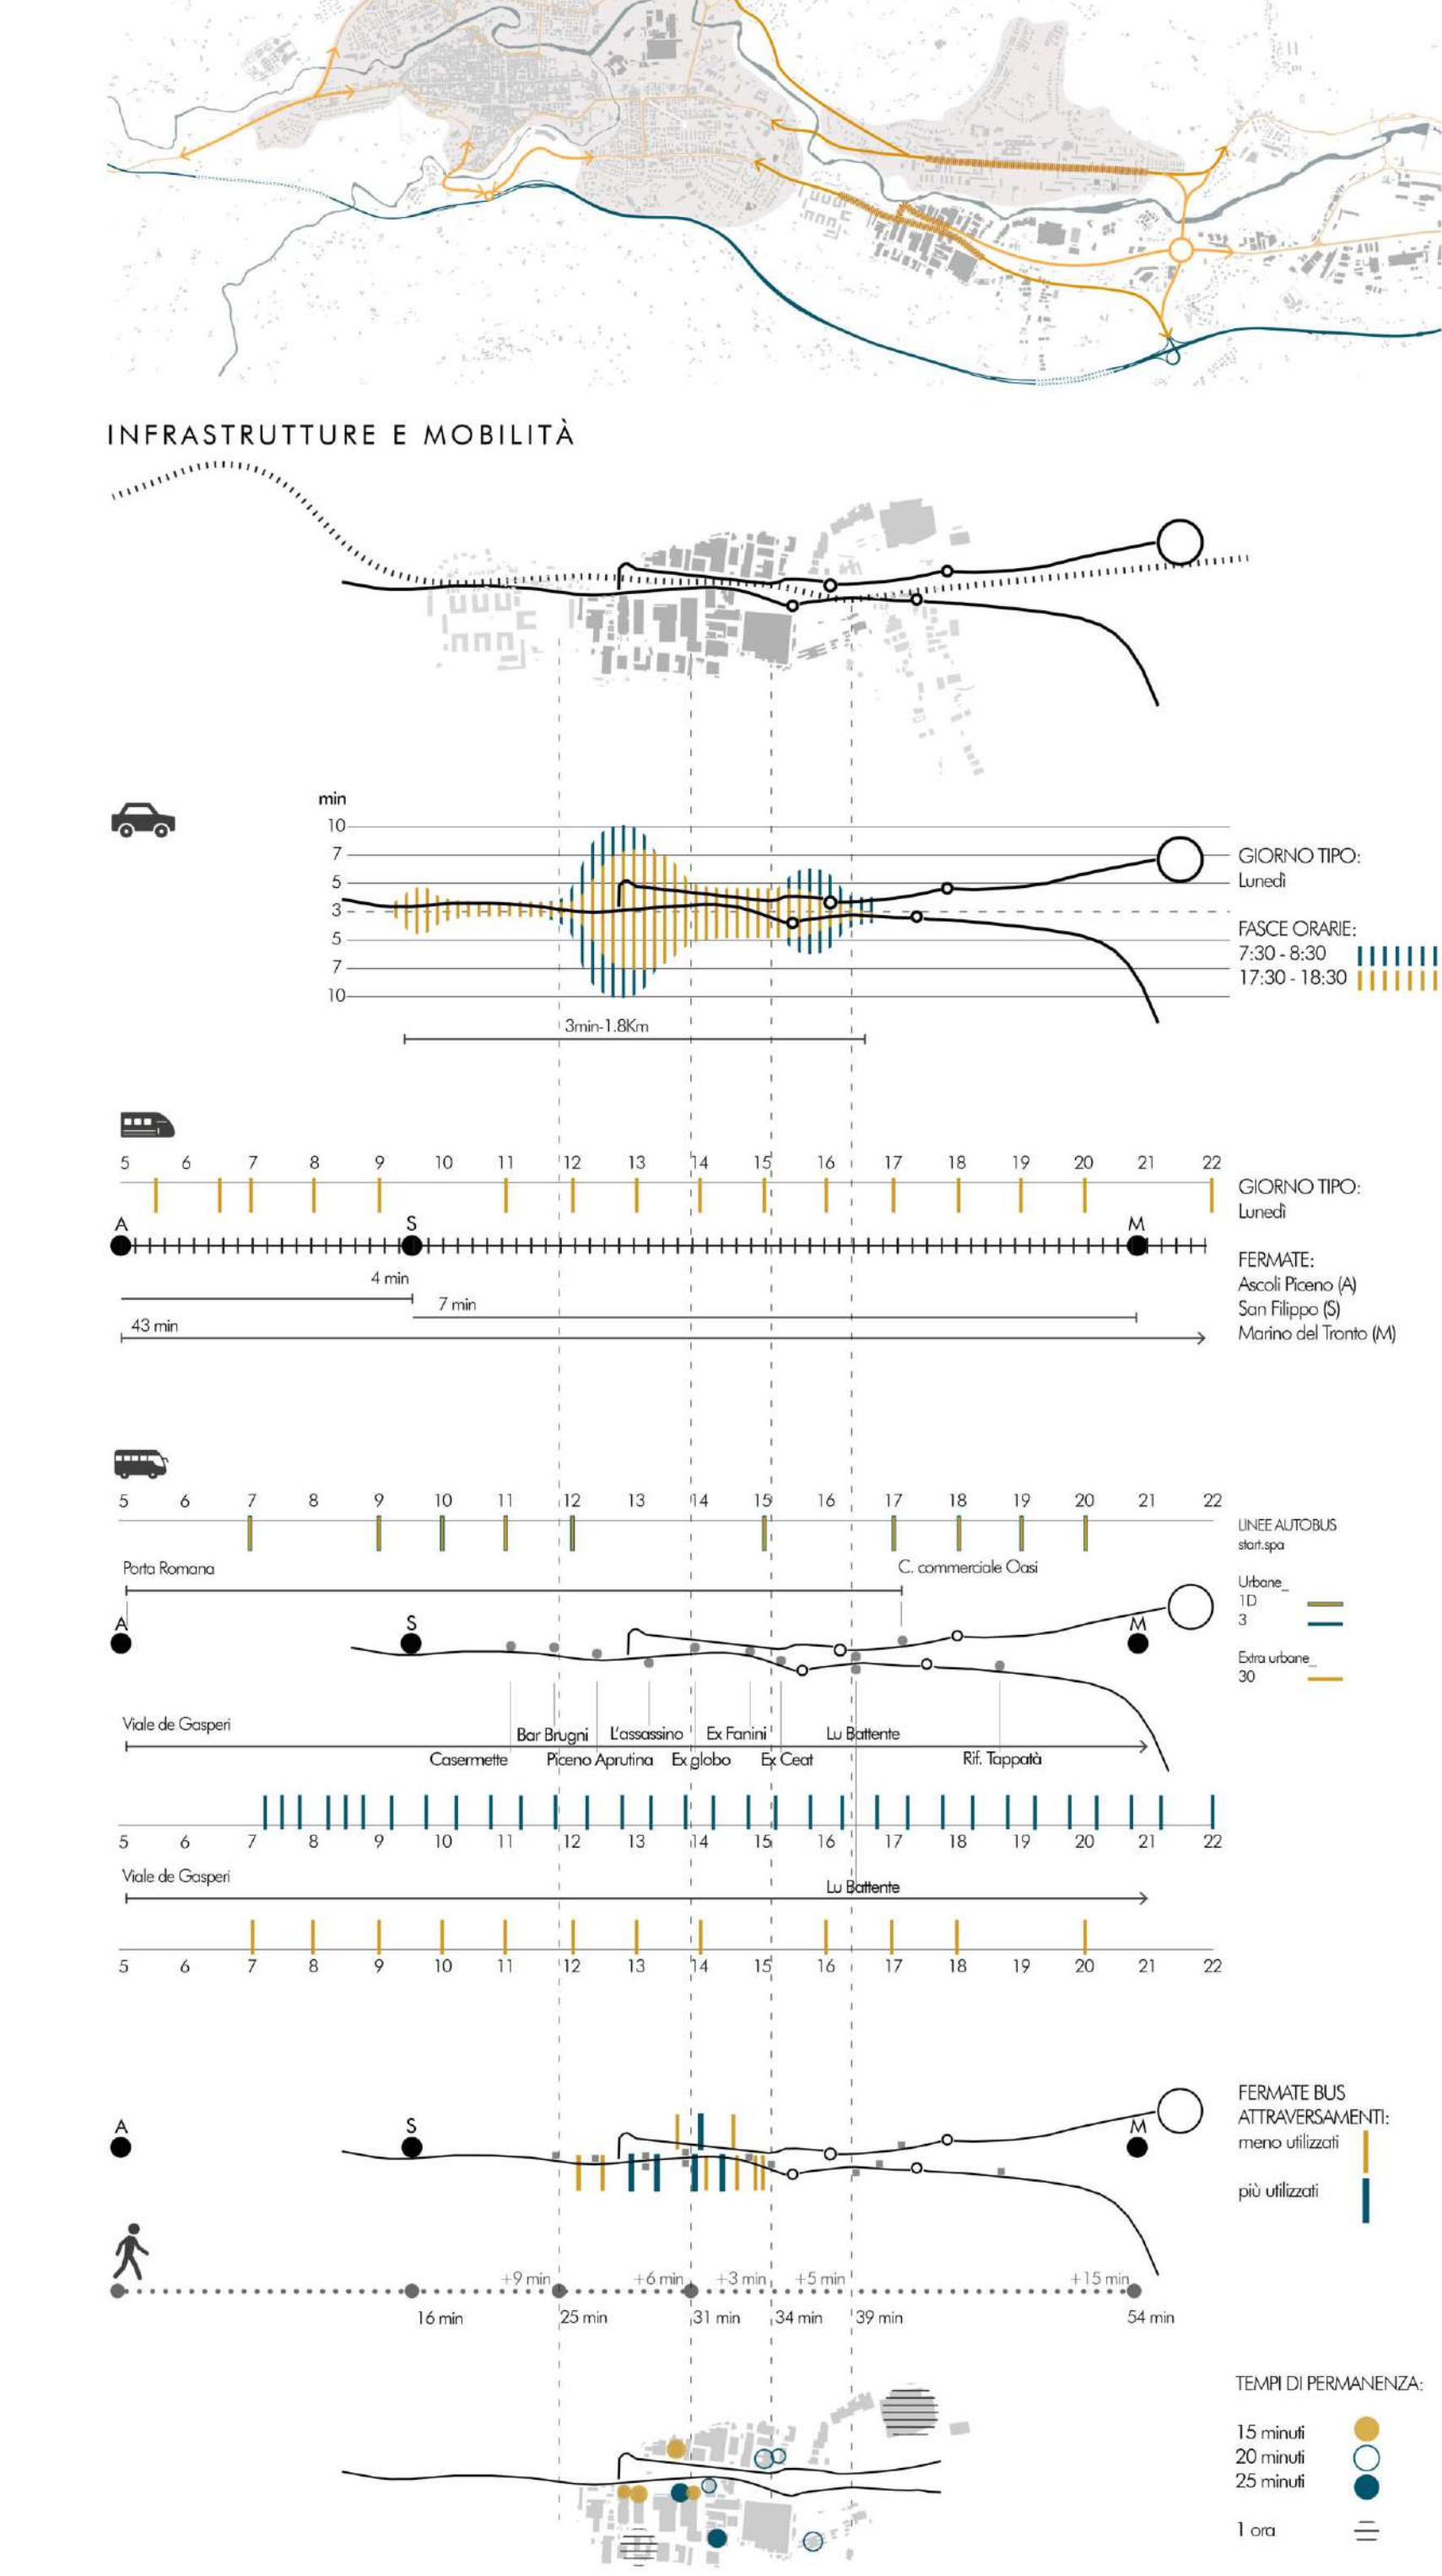 INFRASTRUTTURE E MOBILITÀ
min
10
7
5
3
5
7
10
GIORNO TIPO:
Lunedì
FASCE ORARIE:
7:30 - 8:30
17:30 - 18:30
3min-1.8Km
5 6 7 8 9 10 11 12 13 14 15 16 17 18 19 20 21 22
GIORNO TIPO:
Lunedì
A S M
FERMATE:
Ascoli Piceno (A)
San Filippo (S)
Marino del Tronto (M)
4 min
7 min
43 min
5 6 7 8 9 10 11 12 13 14 15 16 17 18 19 20 21 22
LINEE AUTOBUS
start.spa
Porta Romana C. commerciale Oasi
Urbane_
1D
3
A S M
Extra urbane_
30
Viale de Gasperi
Bar Brugni L'assassino Ex Fanini Lu Battente
Casermette Piceno Aprutina Ex globo Ex Ceat Rif. Tappatà
5 6 7 8 9 10 11 12 13 14 15 16 17 18 19 20 21 22
Viale de Gasperi
Lu Battente
5 6 7 8 9 10 11 12 13 14 15 16 17 18 19 20 21 22
FERMATE BUS
ATTRAVERSAMENTI:
meno utilizzati
più utilizzati
A S M
+9 min +6 min +3 min +5 min +15 min
16 min 25 min 31 min 34 min 39 min 54 min
TEMPI DI PERMANENZA:
15 minuti
20 minuti
25 minuti
1 ora